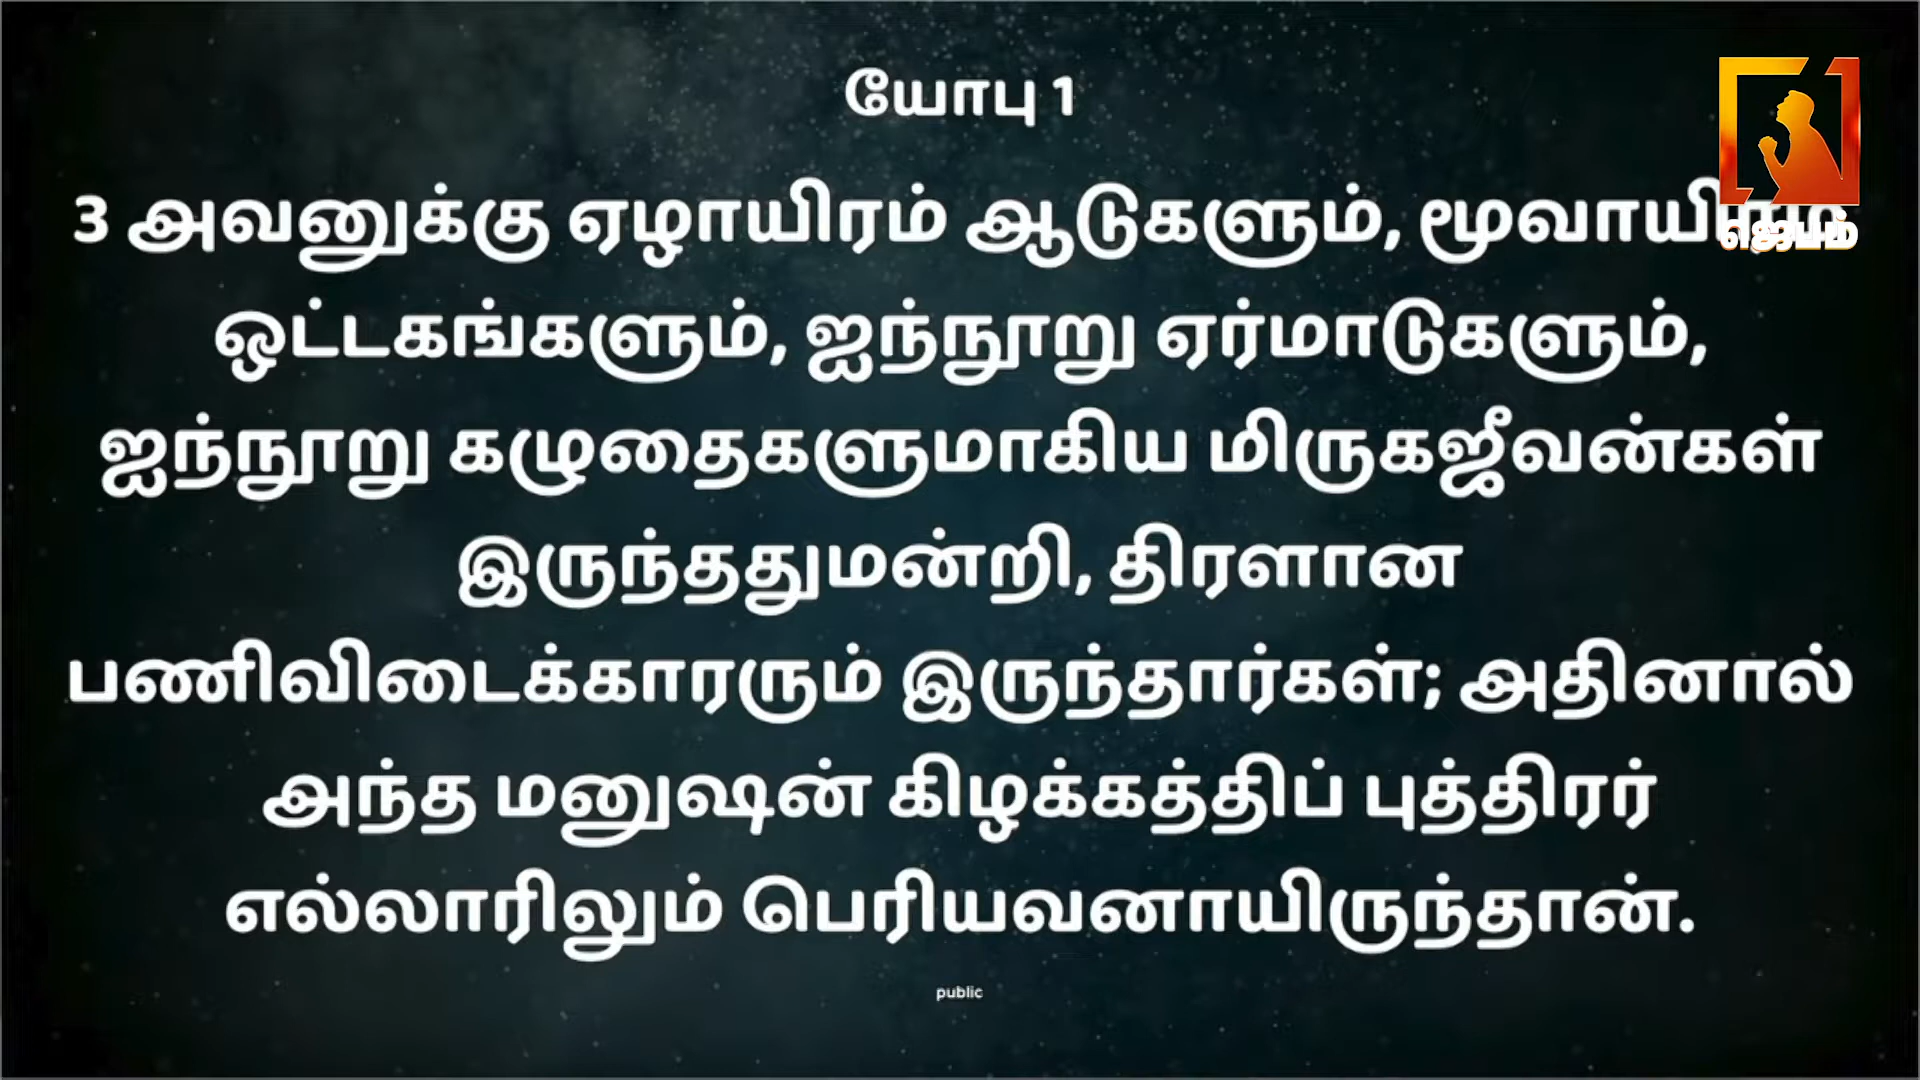 யோபு 1
3 அவனுக்கு ஏழாயிரம் ஆடுகளும், மூவாயிரம்
ஜெபம்
ஒட்டகங்களும், ஐந்நூறு ஏர்மாடுகளும்,
ஐந்நூறு கழுதைகளுமாகிய மிருகஜீவன்கள்
இருந்ததுமன்றி, திரளான
பணிவிடைக்காரரும் இருந்தார்கள்; அதினால்
அந்த மனுஷன் கிழக்கத்திப் புத்திரர்
எல்லாரிலும் பெரியவனாயிருந்தான்.
public